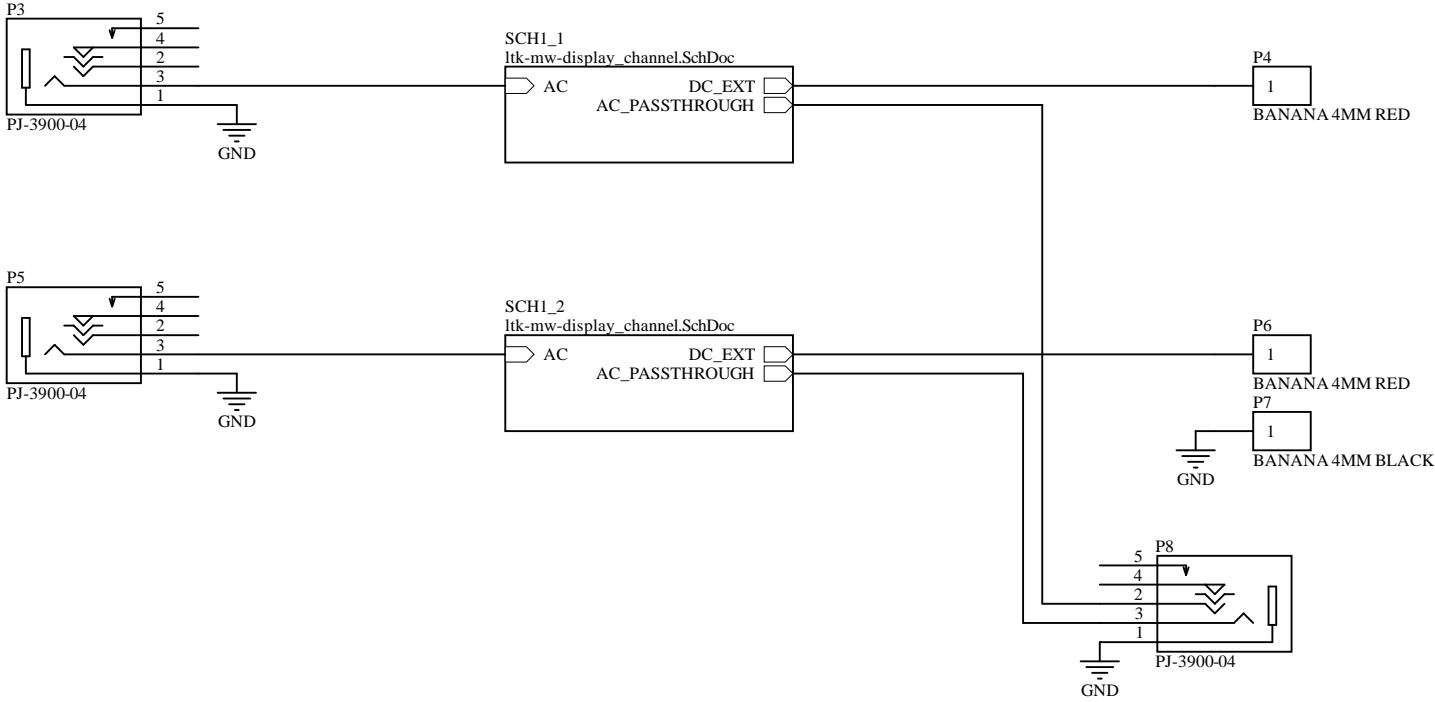 P3
5
4
2
3
1
PJ-3900-04
GND
SCH1_1
ltk-mw-display_channel.SchDoc
AC
DC_EXT
AC_PASSTHROUGH
P4
1
BANANA 4MM RED
P5
5
4
2
3
1
PJ-3900-04
GND
SCH1_2
ltk-mw-display_channel.SchDoc
AC
DC_EXT
AC_PASSTHROUGH
P6
1
BANANA 4MM RED
P7
1
BANANA 4MM BLACK
GND
P8
5
4
2
3
1
PJ-3900-04
GND